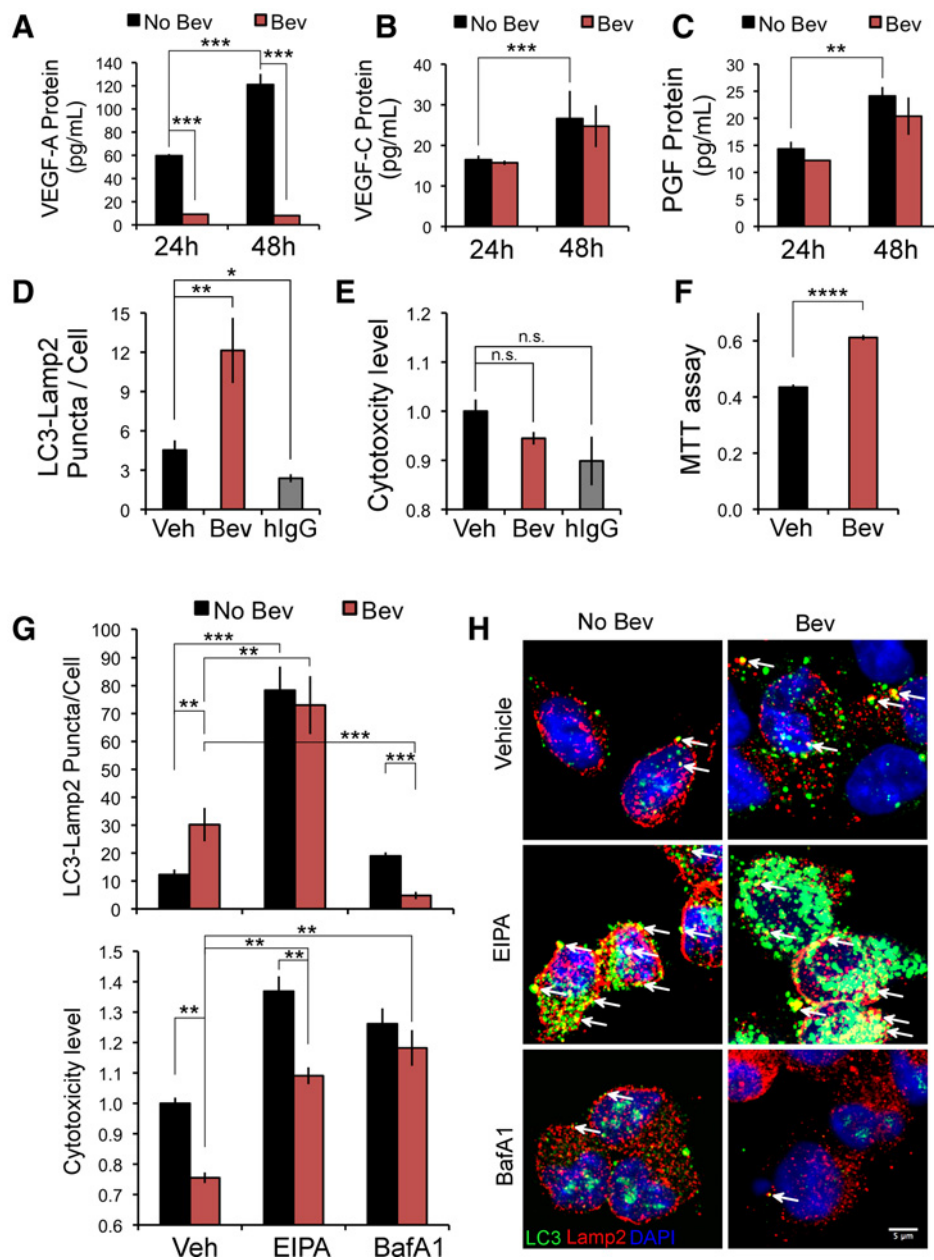 A
No Bev Bev
VEGF-A Protein
(pg/mL)
140
120
100
80
60
40
20
0
***
***
***
24h 48h
B
No Bev Bev
VEGF-C Protein
(pg/mL)
40
35
30
25
20
15
10
5
0
***
24h 48h
C
No Bev Bev
PGF Protein
(pg/mL)
30
25
20
15
10
5
0
**
24h 48h
D
LC3-Lamp2
Puncta / Cell
15
12
9
6
3
0
*
**
Veh Bev hIgG
E
Cytotoxcity level
1.1
1.0
0.9
0.8
n.s.
n.s.
Veh Bev hIgG
F
MTT assay
0.6
0.4
0.2
0.0
****
Veh Bev
G
No Bev Bev
LC3-Lamp2 Puncta/Cell
100
90
80
70
60
50
40
30
20
10
0
***
**
**
***
***
Cytotoxicity level
1.5
1.4
1.3
1.2
1.1
1.0
0.9
0.8
0.7
0.6
**
**
**
**
Veh EIPA BafA1
H
No Bev Bev
Vehicle
EIPA
BafA1
LC3 Lamp2 DAPI
5 µm